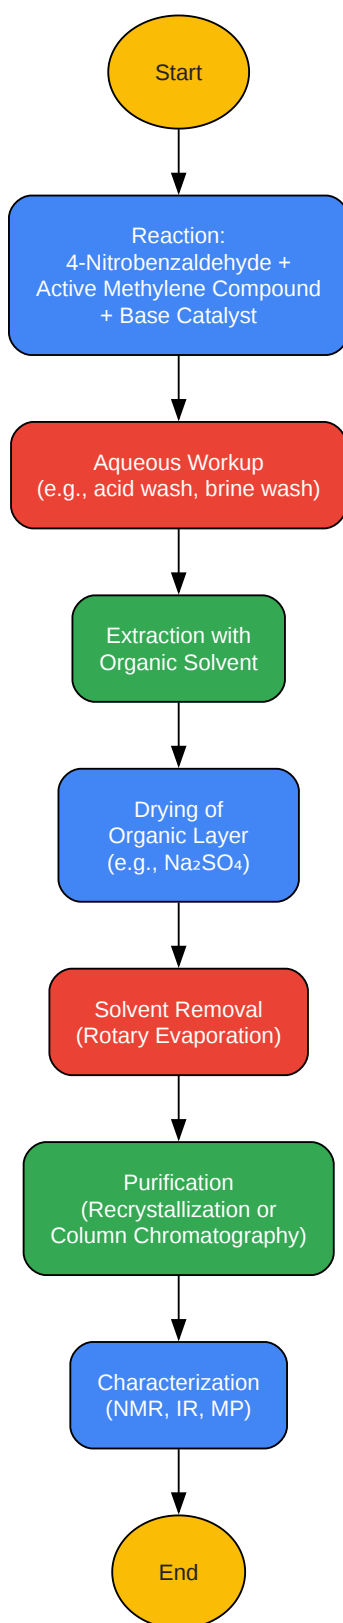 Start
Reaction:
4-Nitrobenzaldehyde +
Active Methylene Compound
+ Base Catalyst
Aqueous Workup
(e.g., acid wash, brine wash)
Extraction with
Organic Solvent
Drying of
Organic Layer
(e.g., Na₂SO₄)
Solvent Removal
(Rotary Evaporation)
Purification
(Recrystallization or
Column Chromatography)
Characterization
(NMR, IR, MP)
End